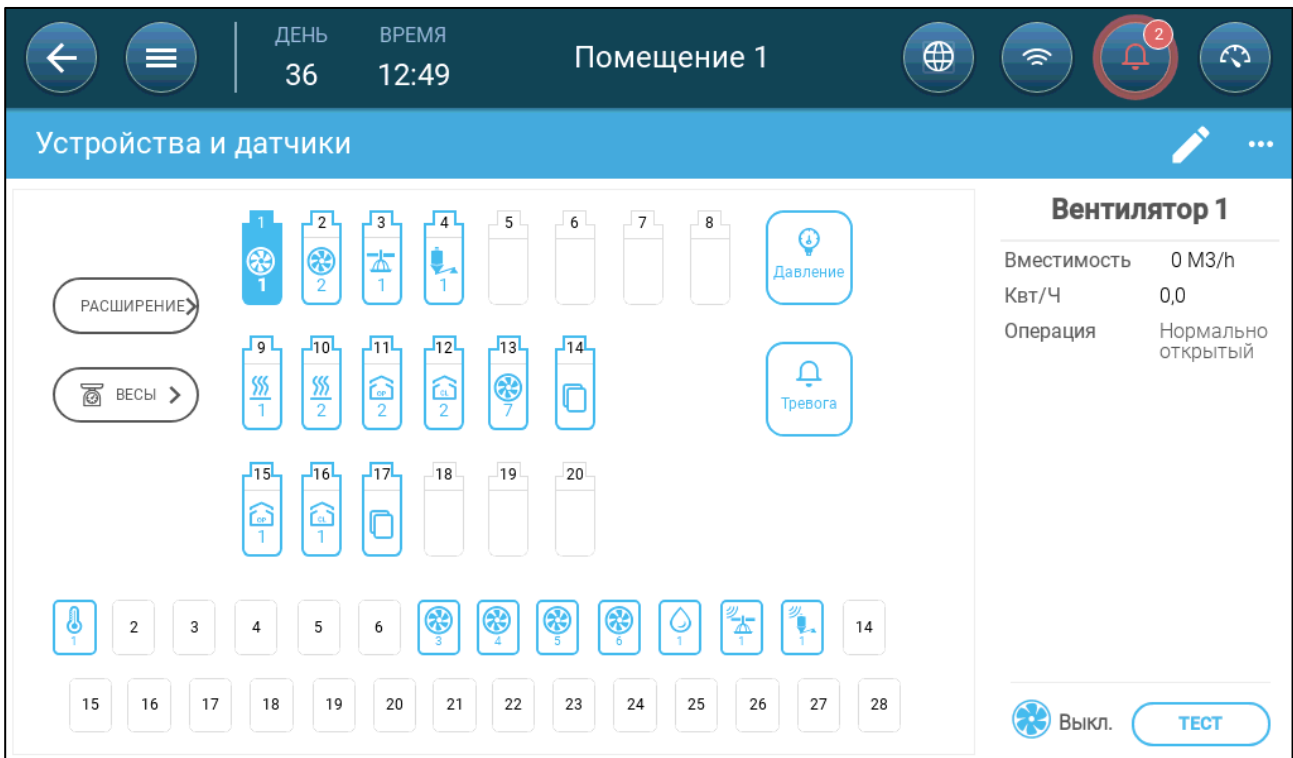 ДЕНЬ ВРЕМЯ
36 12:49 Помещение 1 2
Устройства и датчики
Вентилятор 1
Вместимость 0 М3/h
Квт/Ч 0,0
Операция Нормально
открытый
1 2 3 4 5 6 7 8
1 2 1 1
Давление
РАСШИРЕНИЕ
9 10 11 12 13 14
OP CL
1 2 2 2 7
Тревога
ВЕСЫ
15 16 17 18 19 20
OP CL
1 1
2 3 4 5 6 14
1 3 4 5 6 1 1 1
15 16 17 18 19 20 21 22 23 24 25 26 27 28
Выкл. ТЕСТ